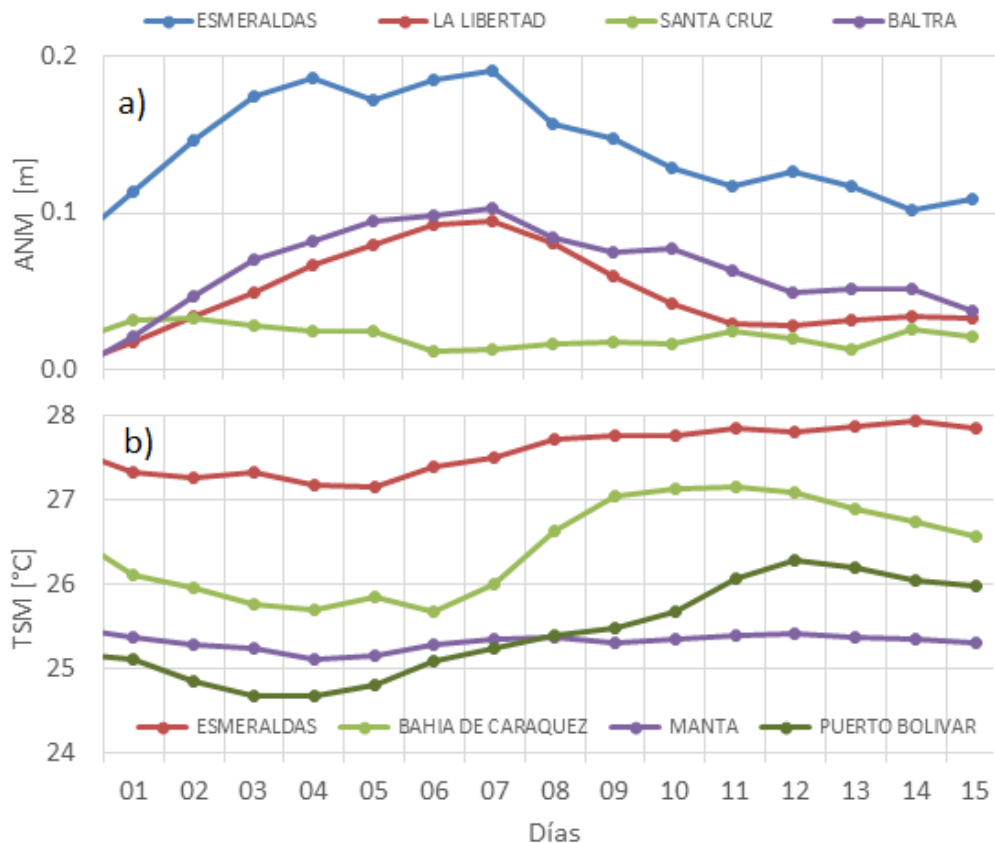 ESMERALDAS LA LIBERTAD SANTA CRUZ BALTRA
0.2
a)
ANM [m]
0.1
0.0
28
b)
27
TSM [°C]
26
25
ESMERALDAS BAHIA DE CARAQUEZ MANTA PUERTO BOLIVAR
24
01 02 03 04 05 06 07 08 09 10 11 12 13 14 15
Días